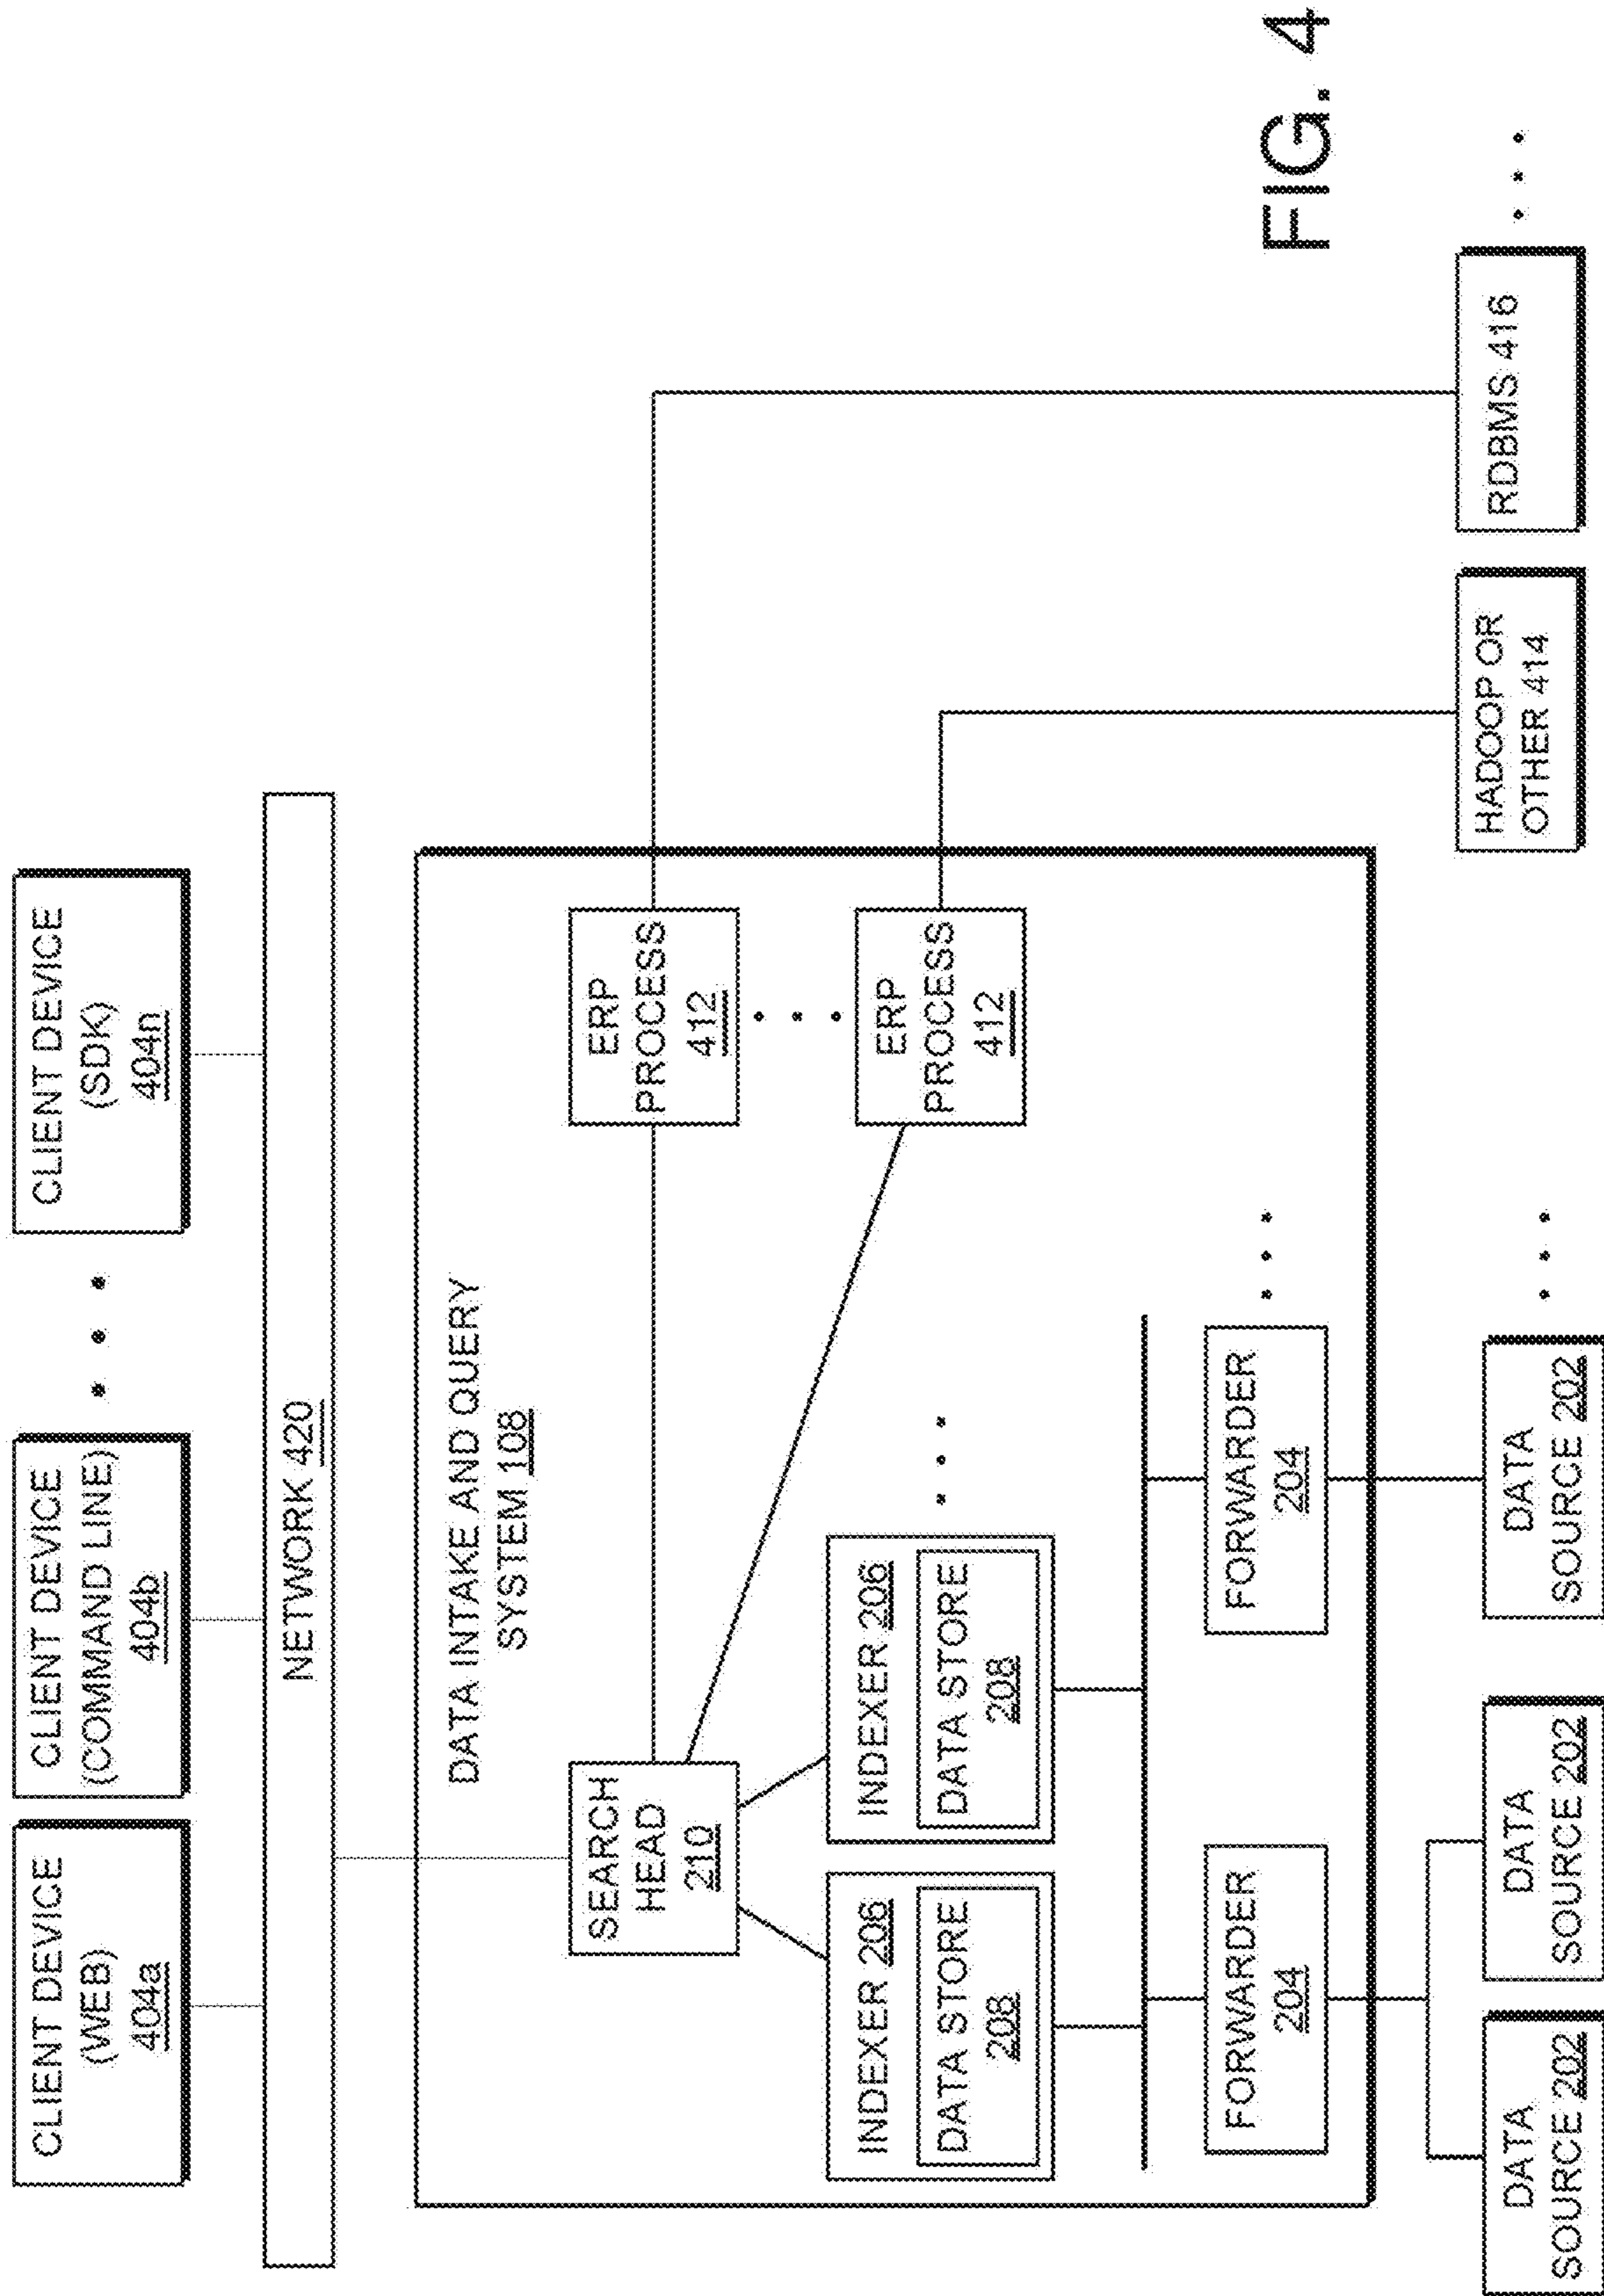 CLIENT DEVICE
(WEB)
404a
CLIENT DEVICE
(COMMAND LINE)
404b
CLIENT DEVICE
(SDK)
404n
NETWORK 420
DATA INTAKE AND QUERY
SYSTEM 108
SEARCH
HEAD
210
ERP
PROCESS
412
ERP
PROCESS
412
INDEXER 206
DATA STORE
208
INDEXER 206
DATA STORE
208
FORWARDER
204
FORWARDER
204
DATA
SOURCE 202
DATA
SOURCE 202
DATA
SOURCE 202
HADOOP OR
OTHER 414
RDBMS 416
FIG. 4